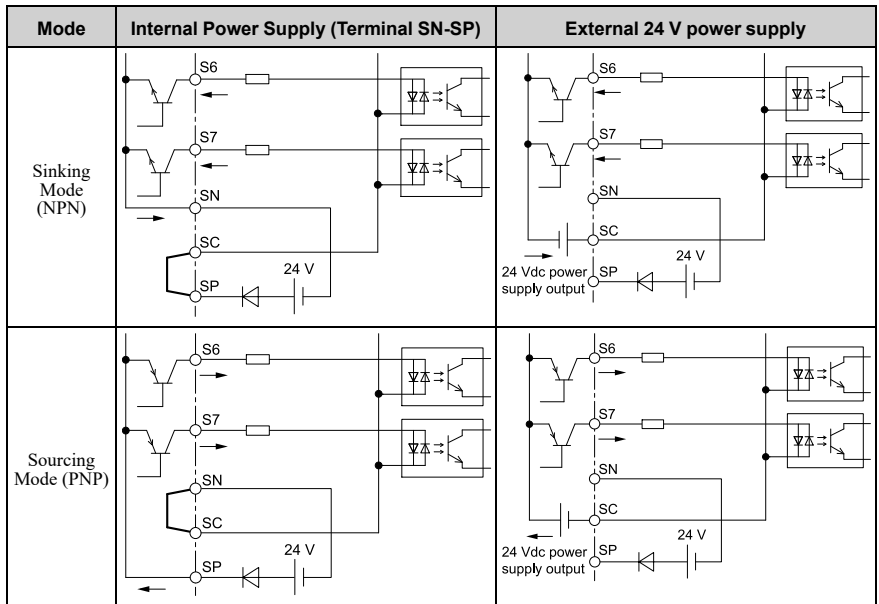 Mode
Internal Power Supply (Terminal SN-SP)
External 24 V power supply
Sinking
Mode
(NPN)
S6
S7
SN
SC
24 V
SP
S6
S7
SN
SC
24 Vdc power
supply output
SP
24 V
Sourcing
Mode (PNP)
S6
S7
SN
SC
24 V
SP
S6
S7
SN
SC
24 Vdc power
supply output
SP
24 V